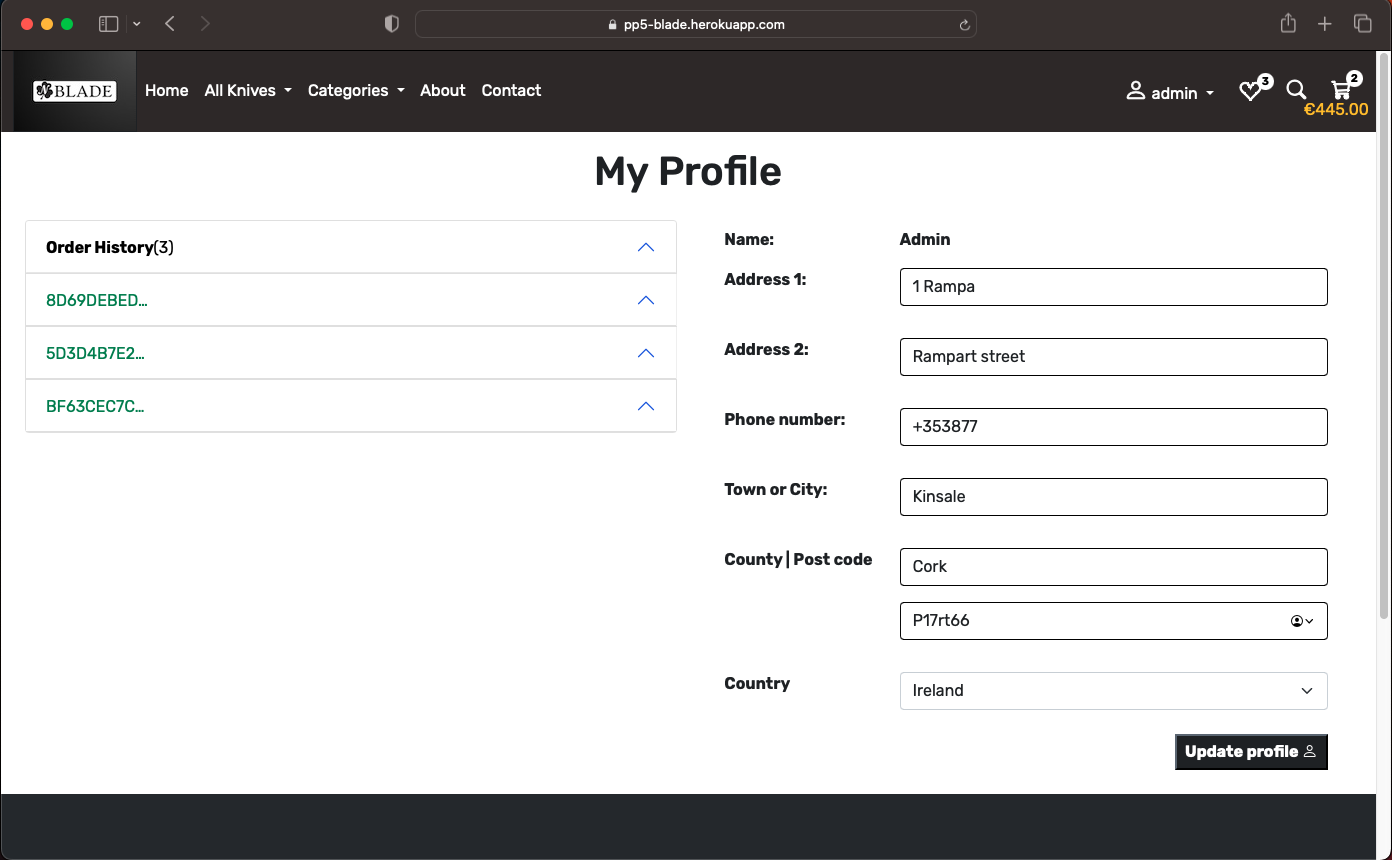 pp5-blade.herokuapp.com
BLADE
Home All Knives Categories About Contact
admin 3 2
€445.00
My Profile
Order History(3)
8D69DEBED…
5D3D4B7E2…
BF63CEC7C…
Name: Admin
Address 1: 1 Rampa
Address 2: Rampart street
Phone number: +353877
Town or City: Kinsale
County | Post code Cork
P17rt66
Country Ireland
Update profile